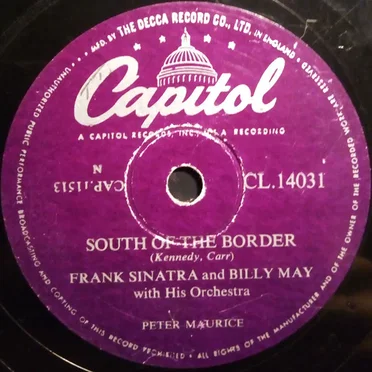 MFD. BY THE DECCA RECORD CO., LTD. IN ENGLAND.
Capitol
A CAPITOL RECORDS, INC., U.S.A. RECORDING
CAP.11513
N
CL.14031
SOUTH OF THE BORDER
(Kennedy, Carr)
FRANK SINATRA and BILLY MAY
with His Orchestra
PETER MAURICE
UNAUTHORIZED PUBLIC PERFORMANCE BROADCASTING AND COPYING OF THIS RECORD PROHIBITED • ALL RIGHTS OF THE MANUFACTURER AND OF THE OWNER OF THE RECORDED WORK ARE RESERVED